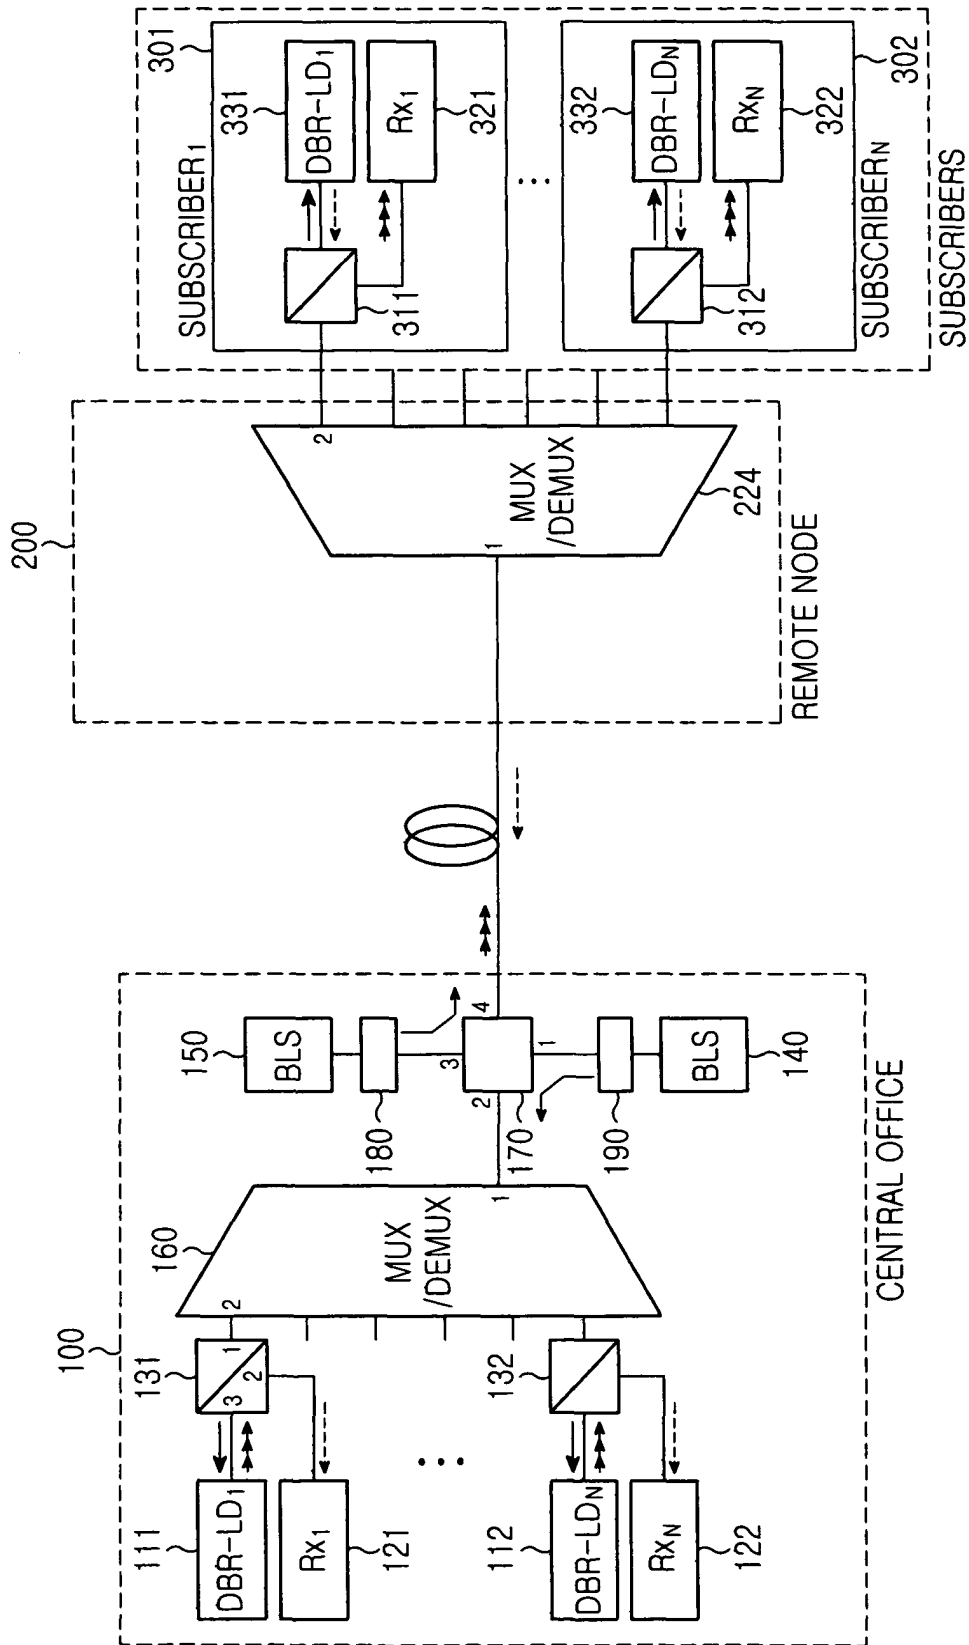 100
160
MUX
/DEMUX
1
2
131
1
2
3
111
DBR-LD1
Rx1
121
...
132
112
DBR-LDN
RxN
122
150
BLS
180
3
2
4
1
170
190
BLS
140
CENTRAL OFFICE
200
1
MUX
/DEMUX
2
224
REMOTE NODE
301
SUBSCRIBER1
331
DBR-LD1
Rx1
321
311
...
332
DBR-LDN
RxN
322
312
SUBSCRIBERN
302
SUBSCRIBERS